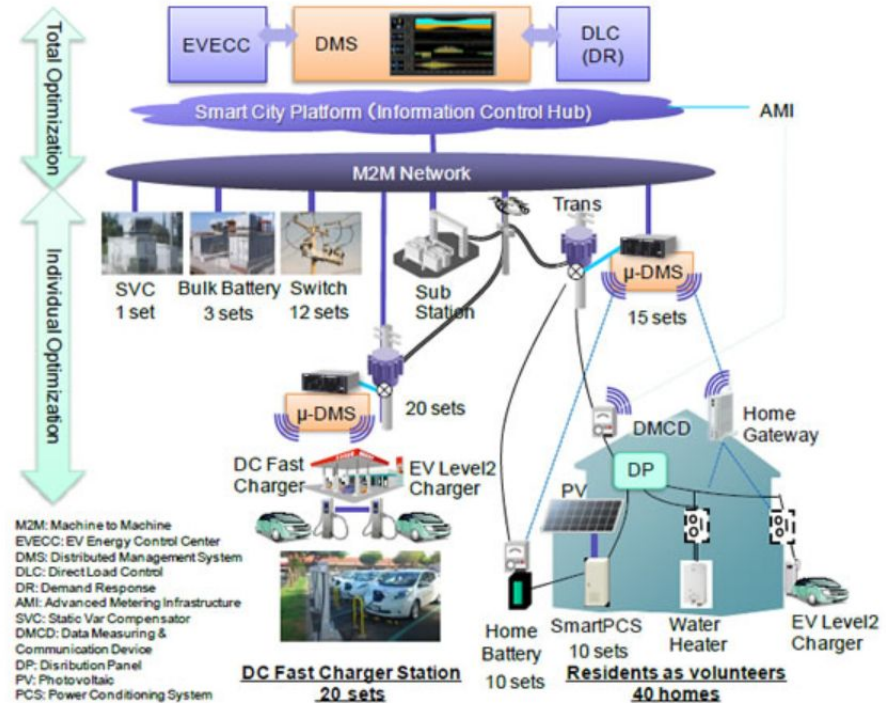 Total Optimization
EVECC
DMS
DLC
(DR)
Smart City Platform (Information Control Hub)
AMI
M2M Network
Individual Optimization
SVC
1 set
Bulk Battery
3 sets
Switch
12 sets
Sub
Station
Trans
μ-DMS
15 sets
μ-DMS
20 sets
DC Fast
Charger
EV Level2
Charger
DMCD
Home
Gateway
DP
PV
Home
Battery
10 sets
SmartPCS
10 sets
Water
Heater
EV Level2
Charger
M2M: Machine to Machine
EVECC: EV Energy Control Center
DMS: Distributed Management System
DLC: Direct Load Control
DR: Demand Response
AMI: Advanced Metering Infrastructure
SVC: Static Var Compensator
DMCD: Data Measuring &
Communication Device
DP: Disribution Panel
PV: Photovoltaic
PCS: Power Conditioning System
DC Fast Charger Station
20 sets
Residents as volunteers
40 homes